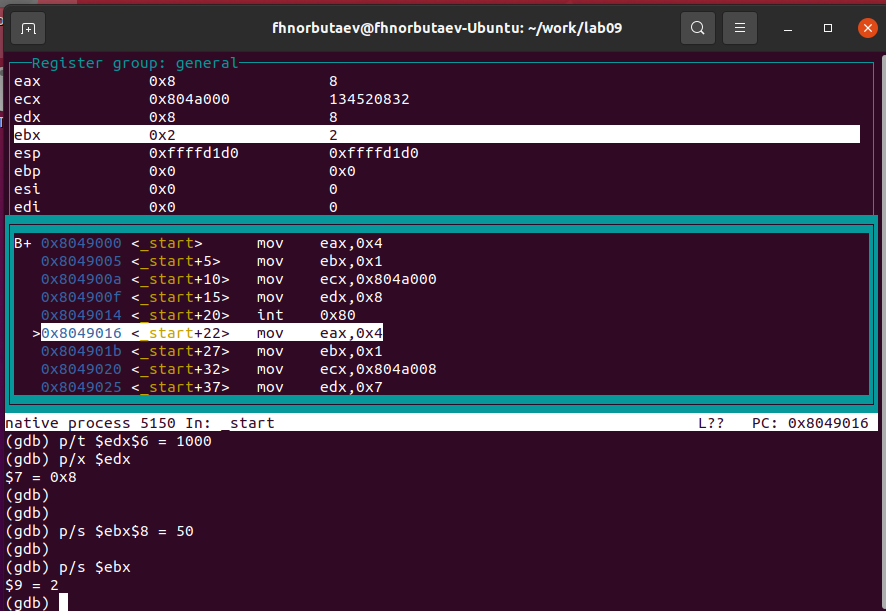 fhnorbutaev@fhnorbutaev-Ubuntu: ~/work/lab09
Register group: general
eax 0x8 8
ecx 0x804a000 134520832
edx 0x8 8
ebx 0x2 2
esp 0xffffd1d0 0xffffd1d0
ebp 0x0 0x0
esi 0x0 0
edi 0x0 0
B+ 0x8049000 <_start> mov eax,0x4
0x8049005 <_start+5> mov ebx,0x1
0x804900a <_start+10> mov ecx,0x804a000
0x804900f <_start+15> mov edx,0x8
0x8049014 <_start+20> int 0x80
>0x8049016 <_start+22> mov eax,0x4
0x804901b <_start+27> mov ebx,0x1
0x8049020 <_start+32> mov ecx,0x804a008
0x8049025 <_start+37> mov edx,0x7
native process 5150 In: _start L?? PC: 0x8049016
(gdb) p/t $edx$6 = 1000
(gdb) p/x $edx
$7 = 0x8
(gdb)
(gdb)
(gdb) p/s $ebx$8 = 50
(gdb)
(gdb) p/s $ebx
$9 = 2
(gdb)